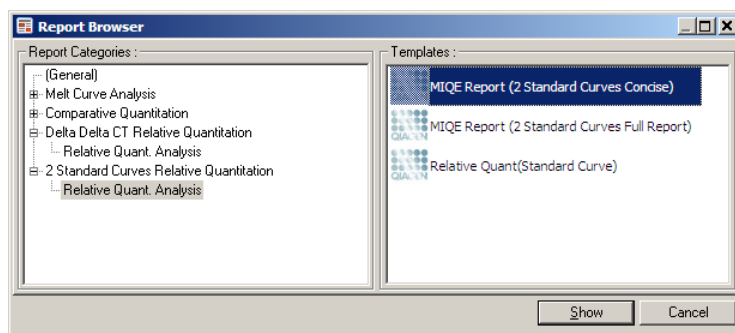 Report Browser
Report Categories :
(General)
Melt Curve Analysis
Comparative Quantitation
Delta Delta CT Relative Quantitation
Relative Quant. Analysis
2 Standard Curves Relative Quantitation
Relative Quant. Analysis
Templates :
MIQE Report (2 Standard Curves Concise)
QIAGEN
MIQE Report (2 Standard Curves Full Report)
QIAGEN
Relative Quant(Standard Curve)
Show
Cancel